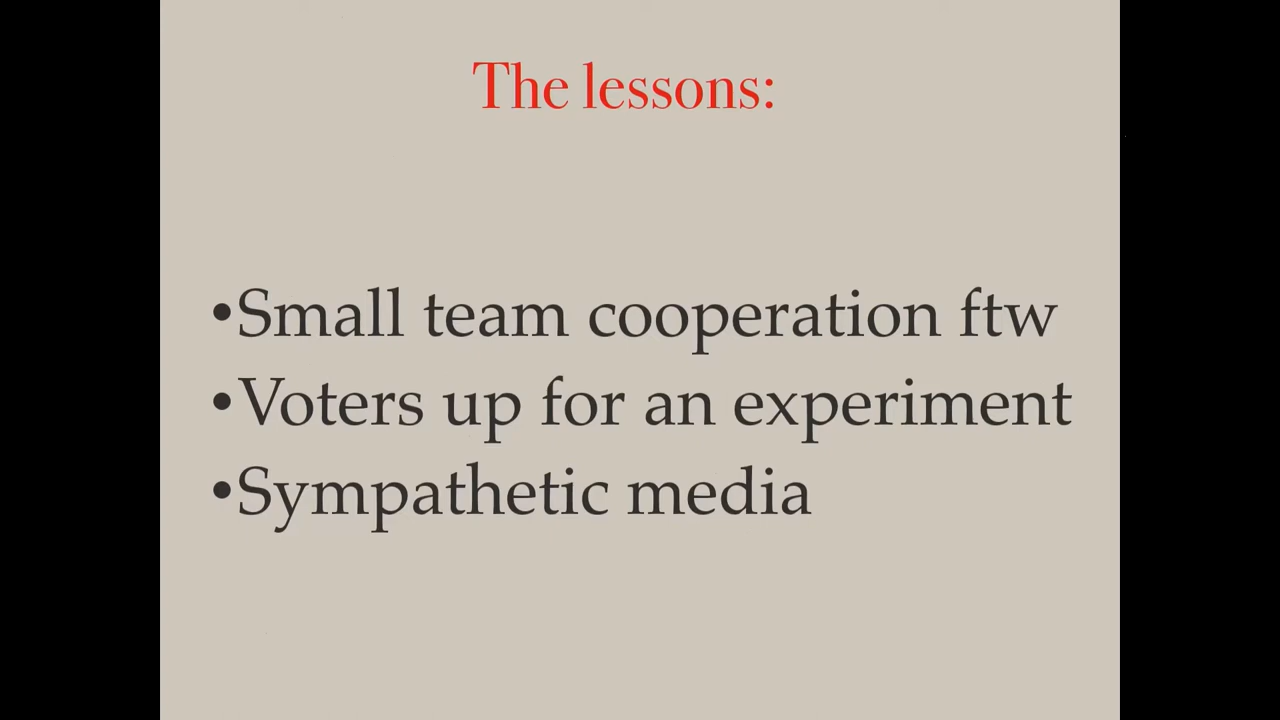 The lessons:
•Small team cooperation ftw
•Voters up for an experiment
•Sympathetic media